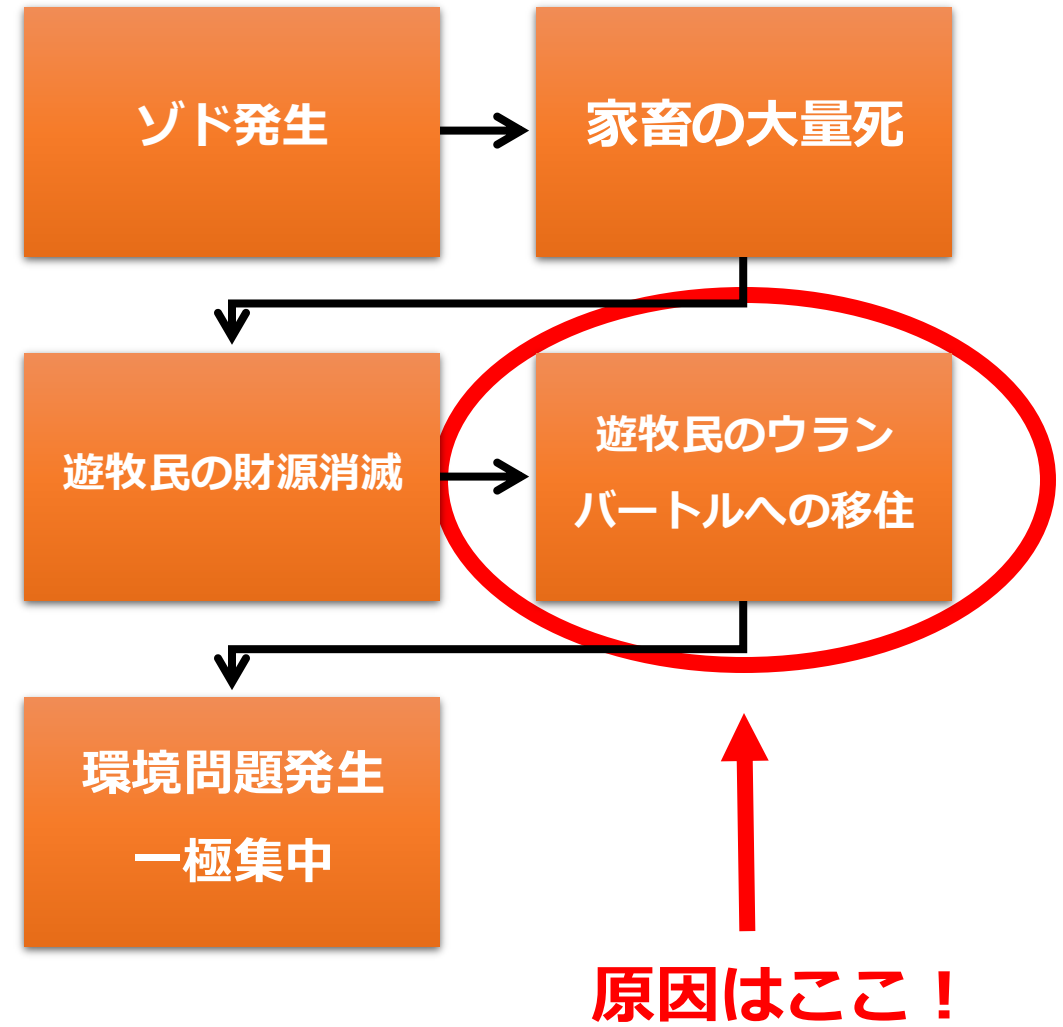 ゾド発生
家畜の大量死
遊牧民の財源消滅
遊牧民のウラン
バートルへの移住
環境問題発生
一極集中
原因はここ！